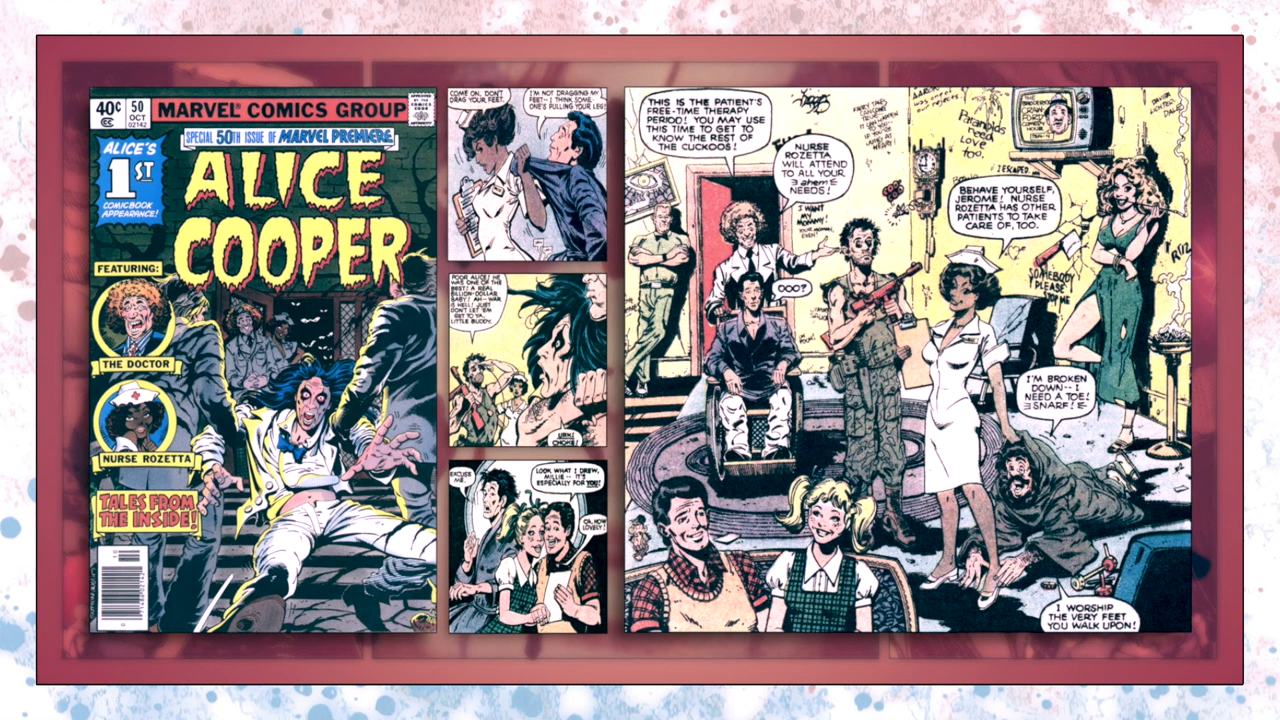 40¢
50
OCT
02142
MARVEL® COMICS GROUP
APPROVED
BY THE
COMICS
CODE
AUTHORITY
SPECIAL 50TH ISSUE OF MARVEL PREMIERE
ALICE'S
1ST
COMICBOOK
APPEARANCE!
ALICE
COOPER
FEATURING:
THE DOCTOR
NURSE ROZETTA
TALES FROM
THE INSIDE!
COME ON, DON'T
DRAG YOUR FEET.
I'M NOT DRAGGING MY
FEET-- I THINK SOME-
ONE'S PULLING YOUR LEG!
POOR ALICE! HE
WAS ONE OF THE
BEST! A REAL
BILLION-DOLLAR
BABY! AH-- WAR
IS HELL! JUST
DON'T LET 'EM
GET TO YA,
LITTLE BUDDY.
URK!
CHOKE!
EXCUSE
ME.
LOOK WHAT I DREW,
MILLIE -- IT'S
ESPECIALLY FOR YOU!
OH, HOW
LOVELY!
THIS IS THE PATIENT'S
FREE-TIME THERAPY
PERIOD! YOU MAY USE
THIS TIME TO GET TO
KNOW THE REST OF
THE CUCKOOS!
NURSE
ROZETTA
WILL ATTEND
TO ALL YOUR
ahem
NEEDS!
I WANT
MY
MOMMY!
YOUR MOMMY,
EVEN!
OOO?
Paranoids
need
Love
too.
I ESCAPED
BEHAVE YOURSELF,
JEROME! NURSE
ROZETTA HAS OTHER
PATIENTS TO TAKE
CARE OF, TOO.
SOMEBODY
PLEASE
I'M BROKEN
DOWN-- I
NEED A TOE!
SNARF!
I WORSHIP
THE VERY FEET
YOU WALK UPON!